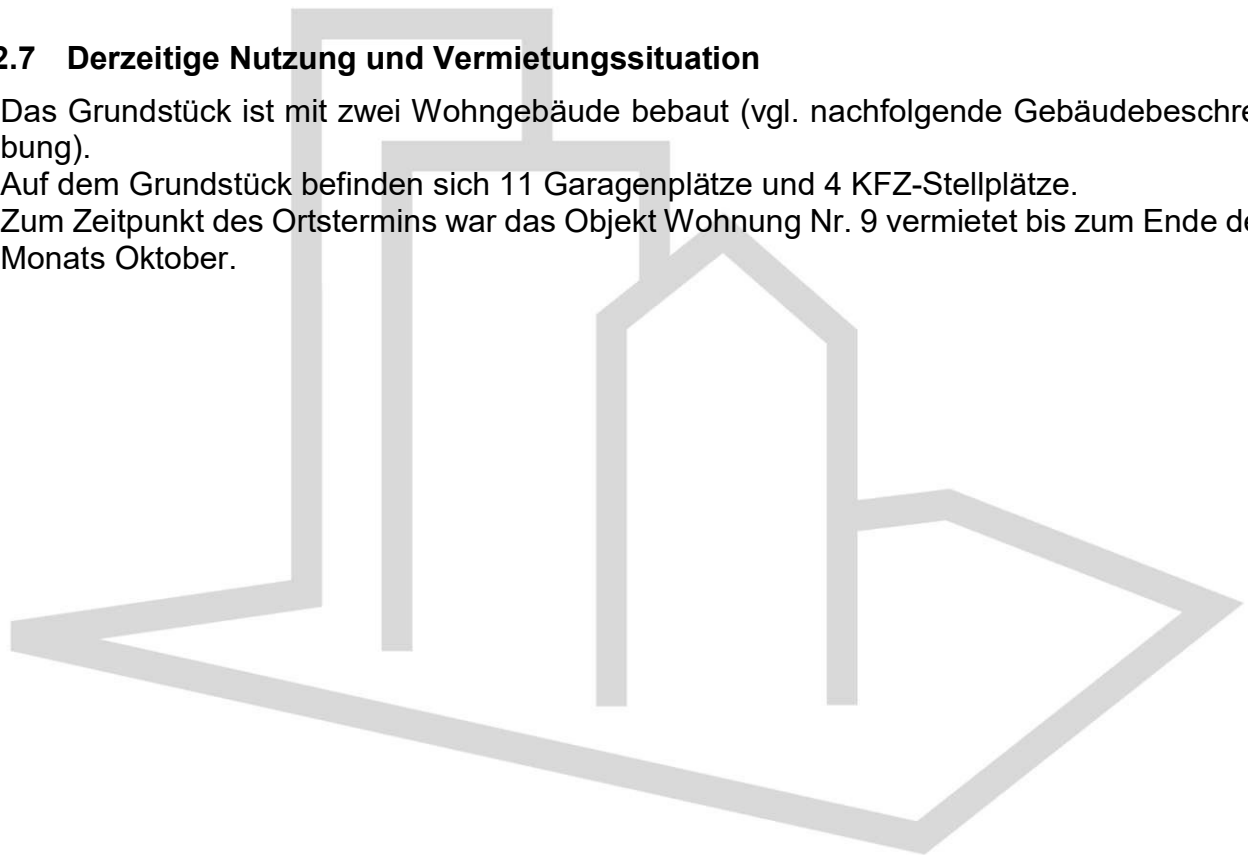 2.7 Derzeitige Nutzung und Vermietungssituation
Das Grundstück ist mit zwei Wohngebäude bebaut (vgl. nachfolgende Gebäudebeschre
bung).
Auf dem Grundstück befinden sich 11 Garagenplätze und 4 KFZ-Stellplätze.
Zum Zeitpunkt des Ortstermins war das Objekt Wohnung Nr. 9 vermietet bis zum Ende de
Monats Oktober.